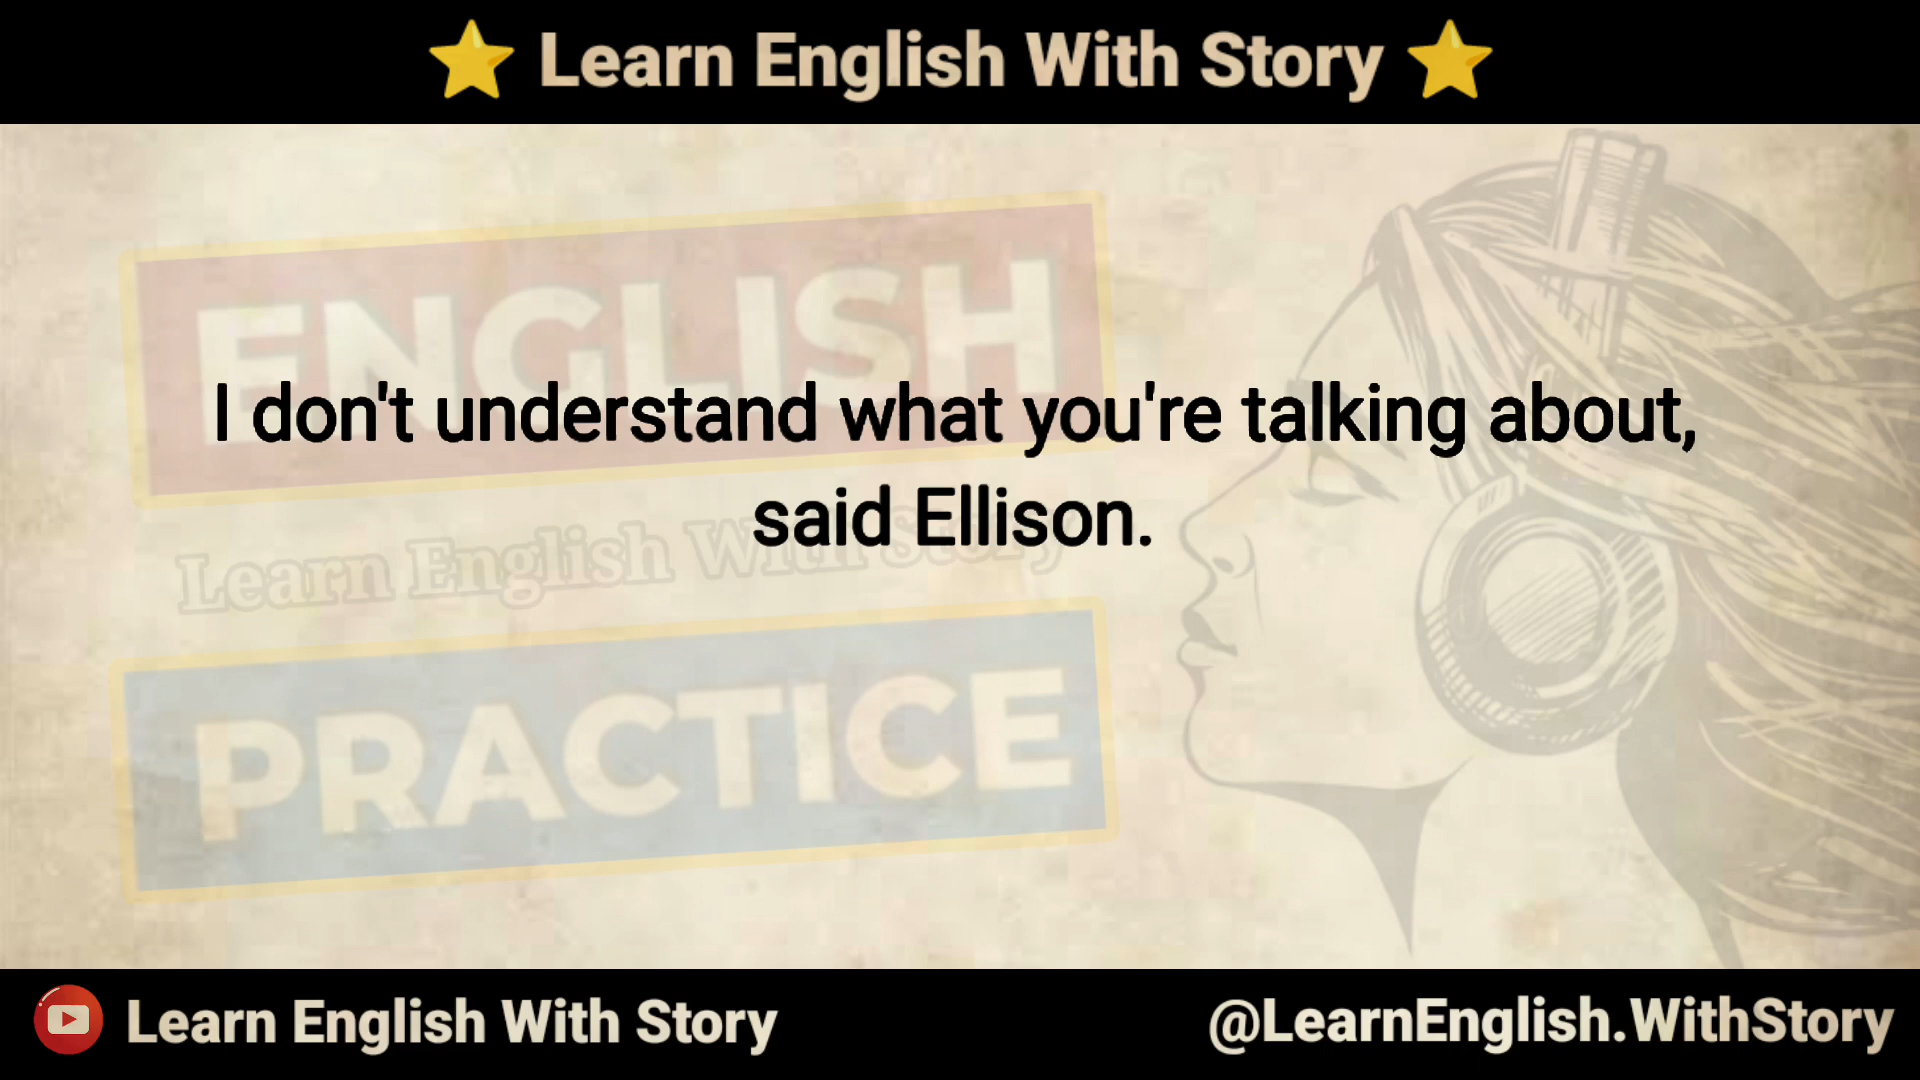 ⭐ Learn English With Story ⭐
ENGLISH
I don't understand what you're talking about,
said Ellison.
Learn English With Story
PRACTICE
Learn English With Story
@LearnEnglish.WithStory